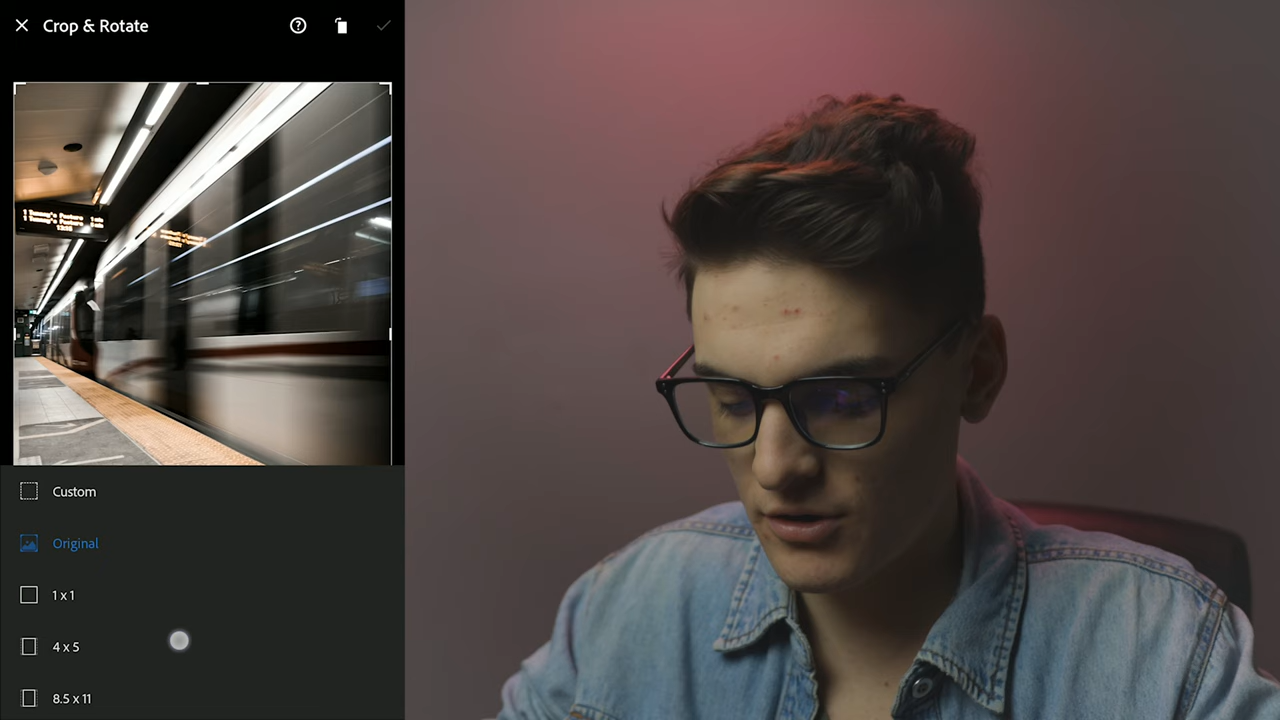 Crop & Rotate
Custom
Original
1 x 1
4 x 5
8.5 x 11